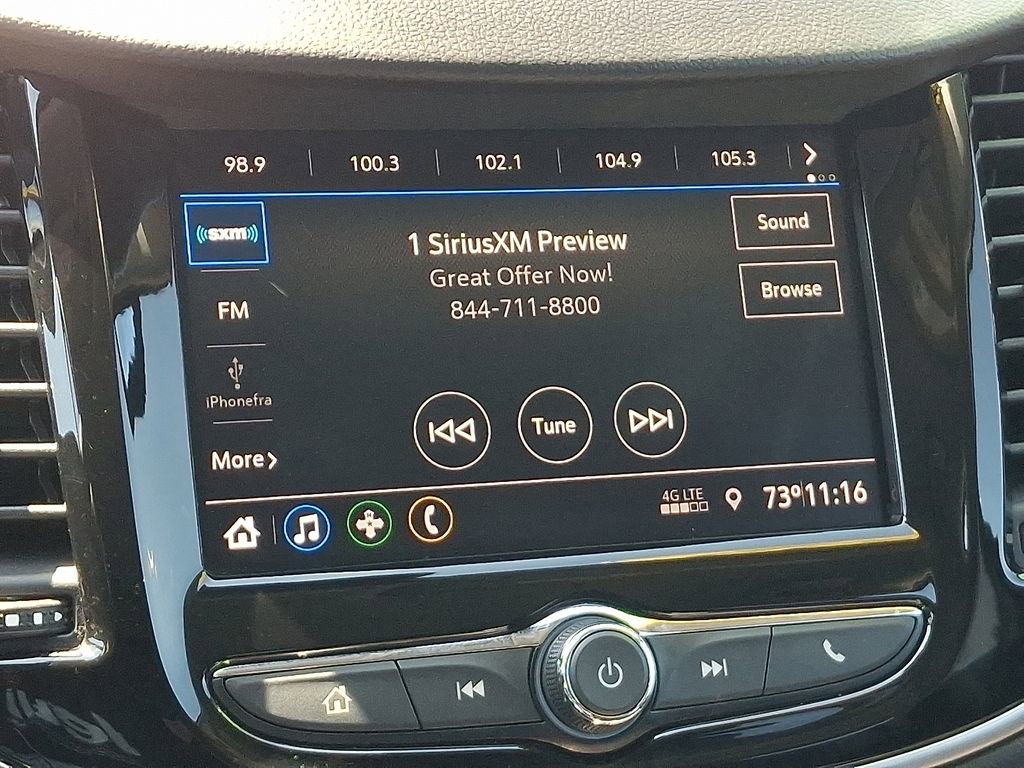 98.9 100.3 102.1 104.9 105.3
((sxm))
1 SiriusXM Preview
Great Offer Now!
844-711-8800
Sound
Browse
FM
iPhonefra
More
Tune
4G LTE
73° 11:16